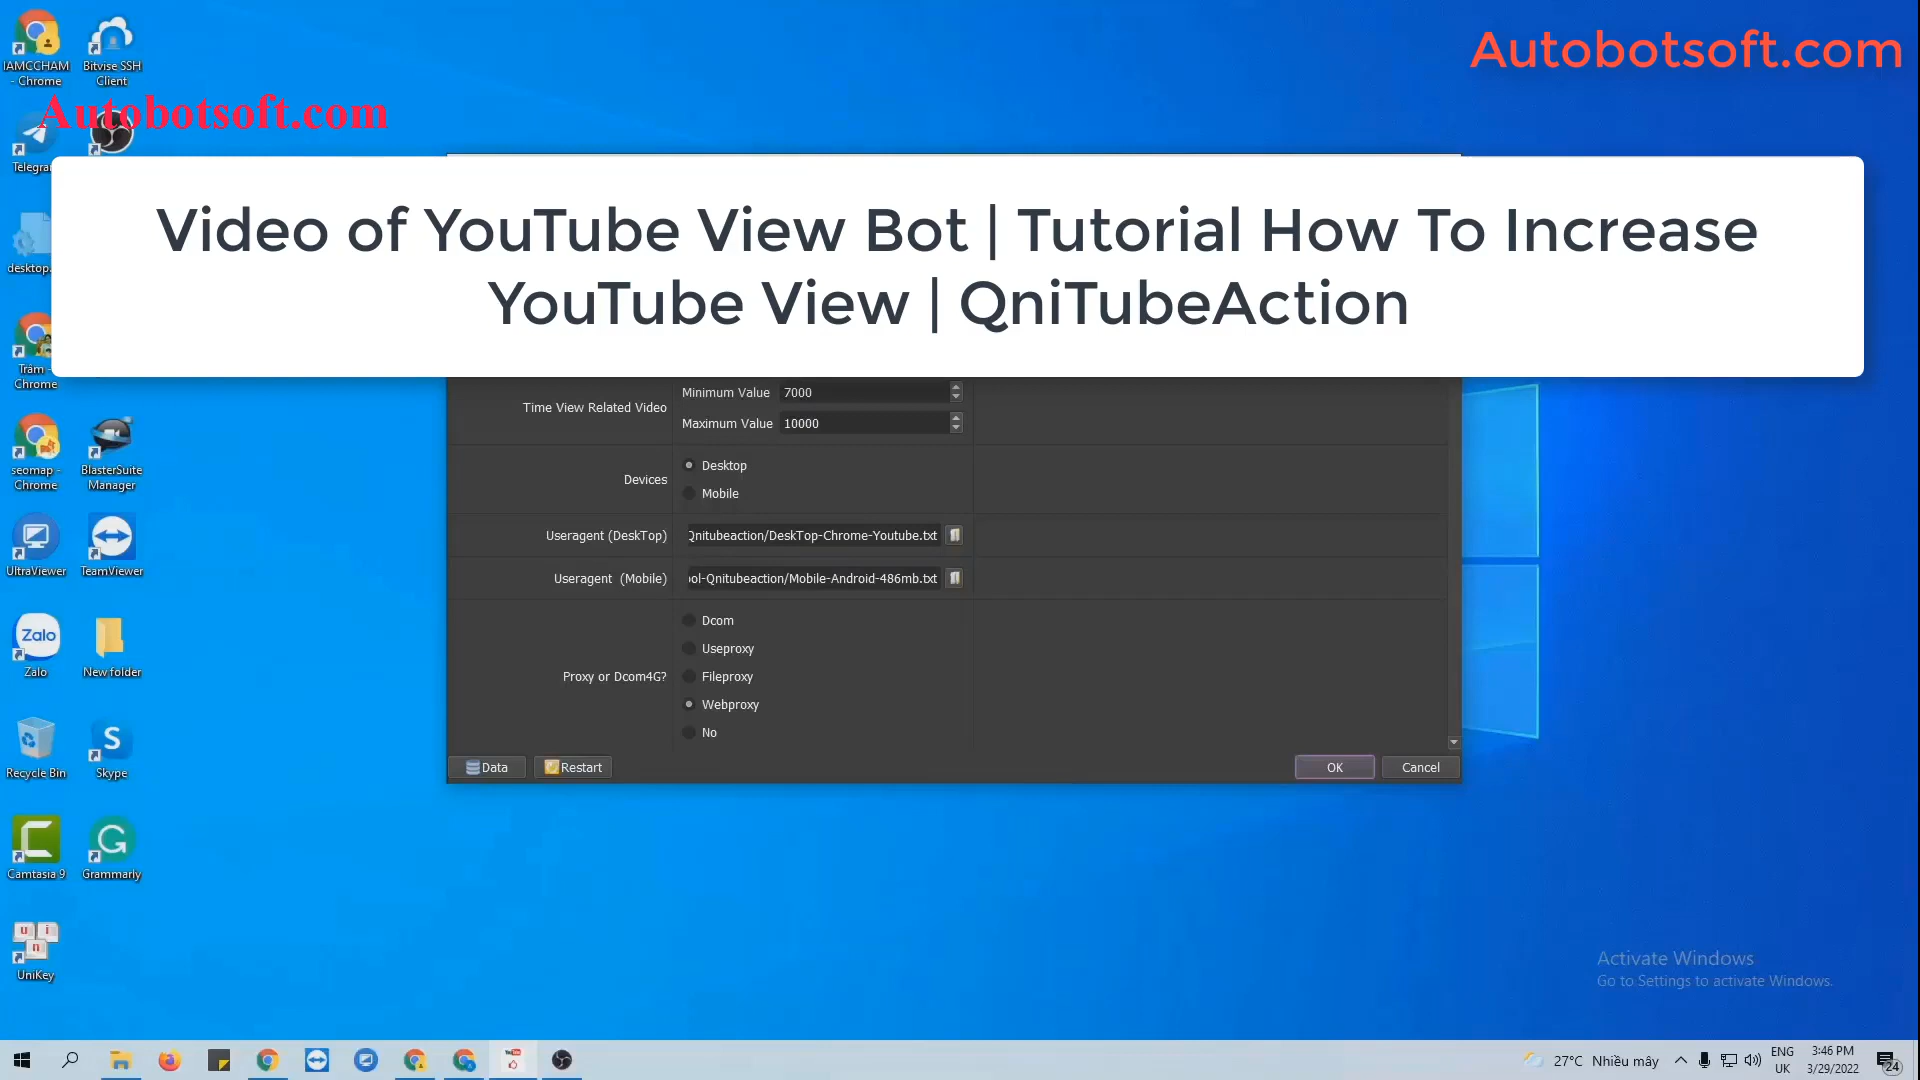 Autobotsoft.com
IAMCCHAM
- Chrome
Bitvise SSH
Client
Autobotsoft.com
Video of YouTube View Bot | Tutorial How To Increase
YouTube View | QniTubeAction
Trâm -
Chrome
seomap -
Chrome
BlasterSuite
Manager
UltraViewer
TeamViewer
Zalo
Zalo
New folder
Recycle Bin
S
Skype
Camtasia 9
Grammarly
u i n
UniKey
Time View Related Video
Minimum Value 7000
Maximum Value 10000
Devices
Desktop
Mobile
Useragent (DeskTop)
Qnitubeaction/DeskTop-Chrome-Youtube.txt
Useragent (Mobile)
ol-Qnitubeaction/Mobile-Android-486mb.txt
Proxy or Dcom4G?
Dcom
Useproxy
Fileproxy
Webproxy
No
Data
Restart
OK
Cancel
Activate Windows
Go to Settings to activate Windows.
27°C Nhiều mây
ENG
UK
3:46 PM
3/29/2022
24